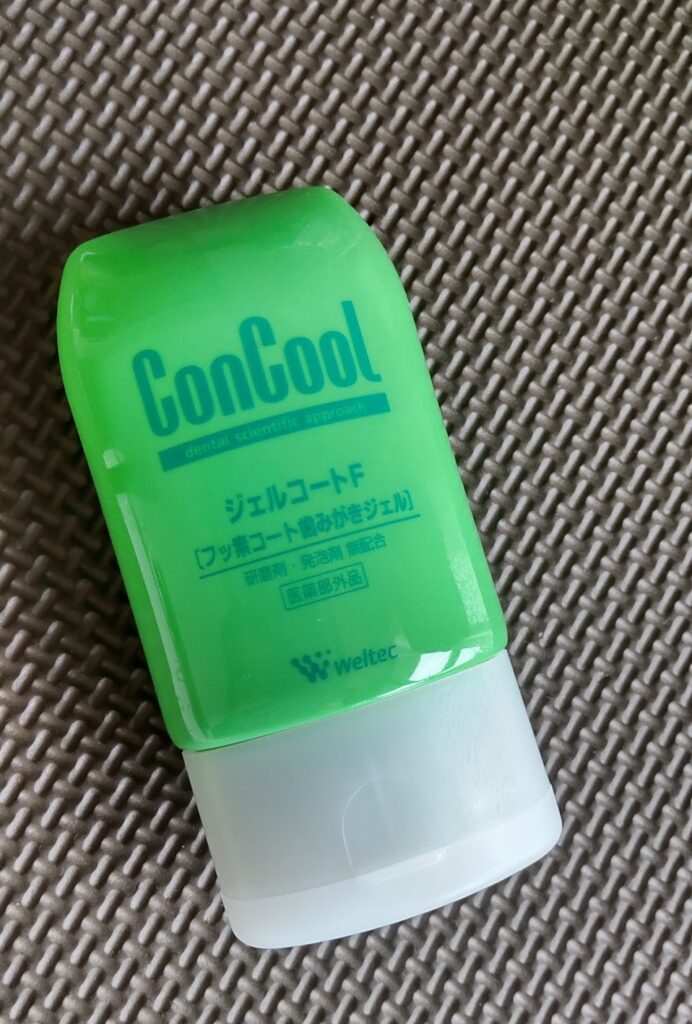 ConCool
dental scientific approach
ジェルコートF
[フッ素コート歯みがきジェル]
研磨剤・発泡剤 無配合
医薬部外品
weltec